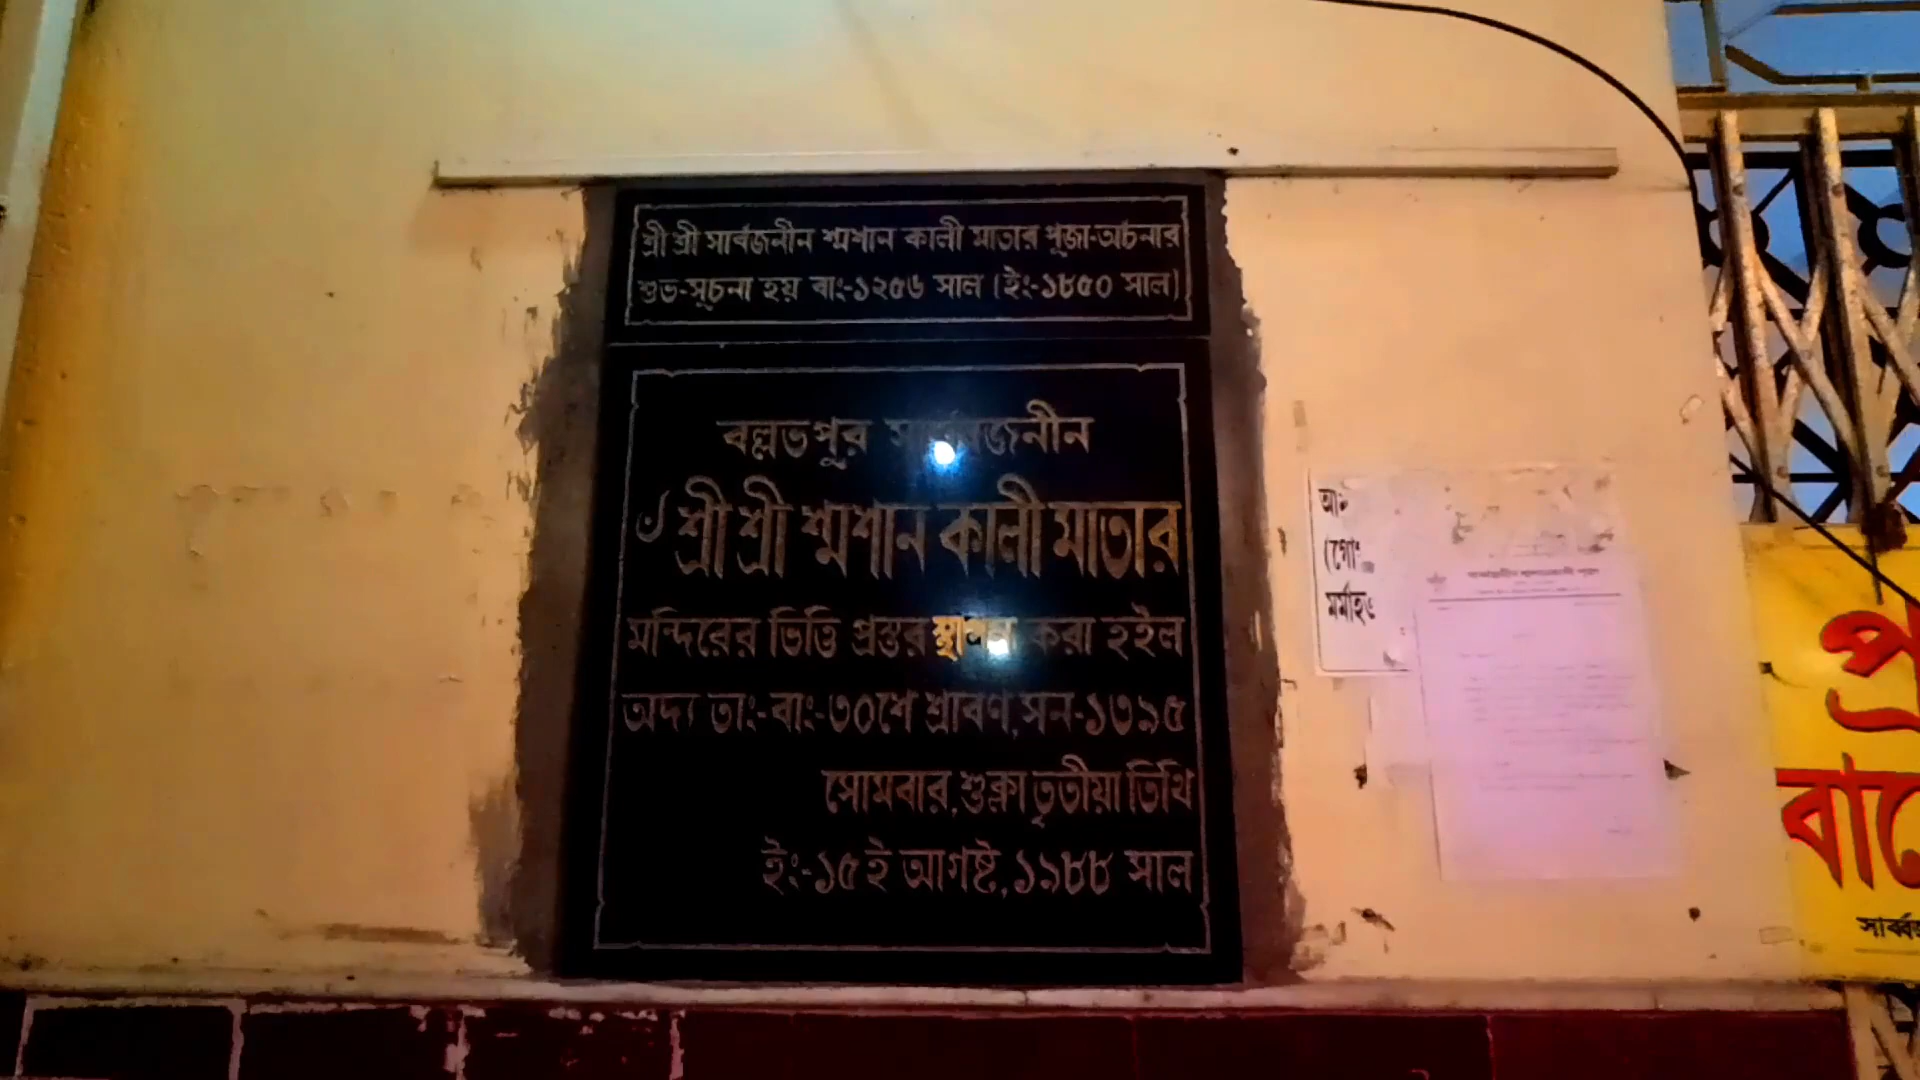 শ্রী শ্রী সার্বজনীন শ্মশান কালী মাতার পূজা-অর্চনার
শুভ-সূচনা হয় বাং-১২৫৬ সাল (ইং-১৮৫০ সাল)
বল্লভপুর সার্বজনীন
৺শ্রী শ্রী শ্মশান কালী মাতার
মন্দিরের ভিত্তি প্রস্তর স্থাপন করা হইল
অদ্য তাং-বাং-৩০শে শ্রাবণ, সন-১৩৯৫
সোমবার, শুক্লা তৃতীয়া তিথি
ইং-১৫ই আগষ্ট, ১৯৮৮ সাল